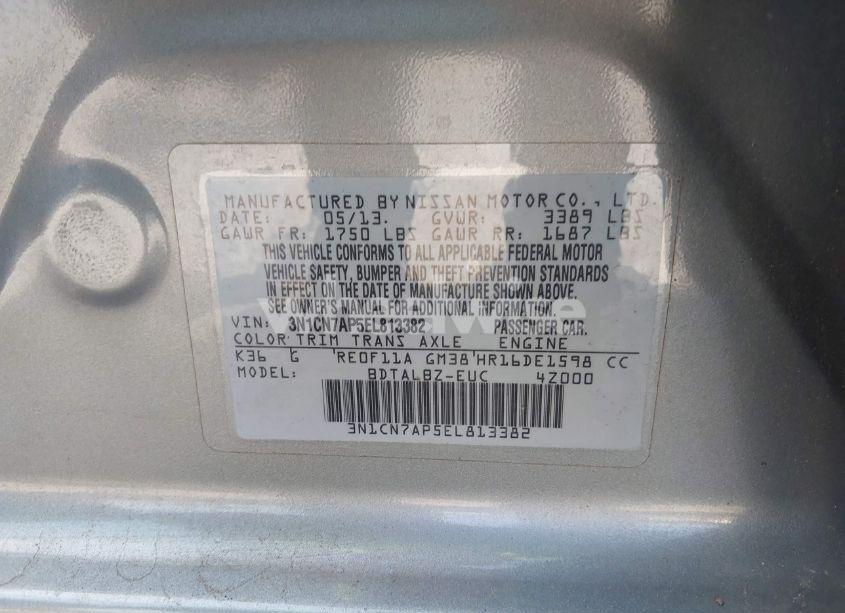 MANUFACTURED BY NISSAN MOTOR CO., LTD.
DATE: 05/13. GVWR: 3389 LBS
GAWR FR: 1750 LBS GAWR RR: 1687 LBS
THIS VEHICLE CONFORMS TO ALL APPLICABLE FEDERAL MOTOR
VEHICLE SAFETY, BUMPER AND THEFT PREVENTION STANDARDS
IN EFFECT ON THE DATE OF MANUFACTURE SHOWN ABOVE.
SEE OWNER'S MANUAL FOR ADDITIONAL INFORMATION.
VIN: 3N1CN7AP5EL813382 PASSENGER CAR.
COLOR TRIM TRANS AXLE ENGINE
K36 G 'RE0F11A GM38'HR16DE1598 CC
MODEL: BDTALBZ-EUC 4Z000
3N1CN7AP5EL813382